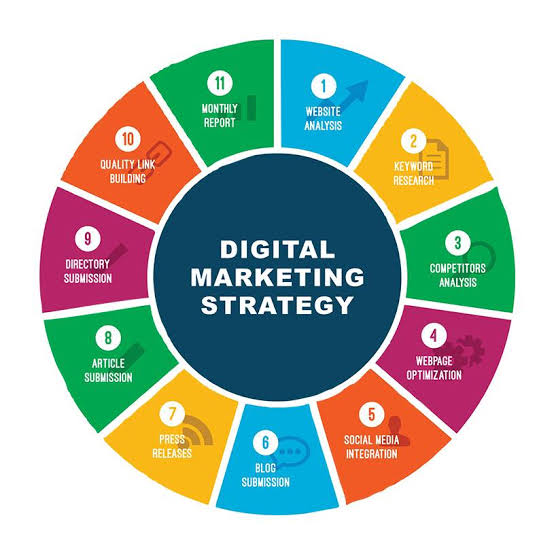 DIGITAL
MARKETING
STRATEGY
1
WEBSITE
ANALYSIS
2
KEYWORD
RESEARCH
3
COMPETITORS
ANALYSIS
4
WEBPAGE
OPTIMIZATION
5
SOCIAL MEDIA
INTEGRATION
6
BLOG
SUBMISSION
7
PRESS
RELEASES
8
ARTICLE
SUBMISSION
9
DIRECTORY
SUBMISSION
10
QUALITY LINK
BUILDING
11
MONTHLY
REPORT